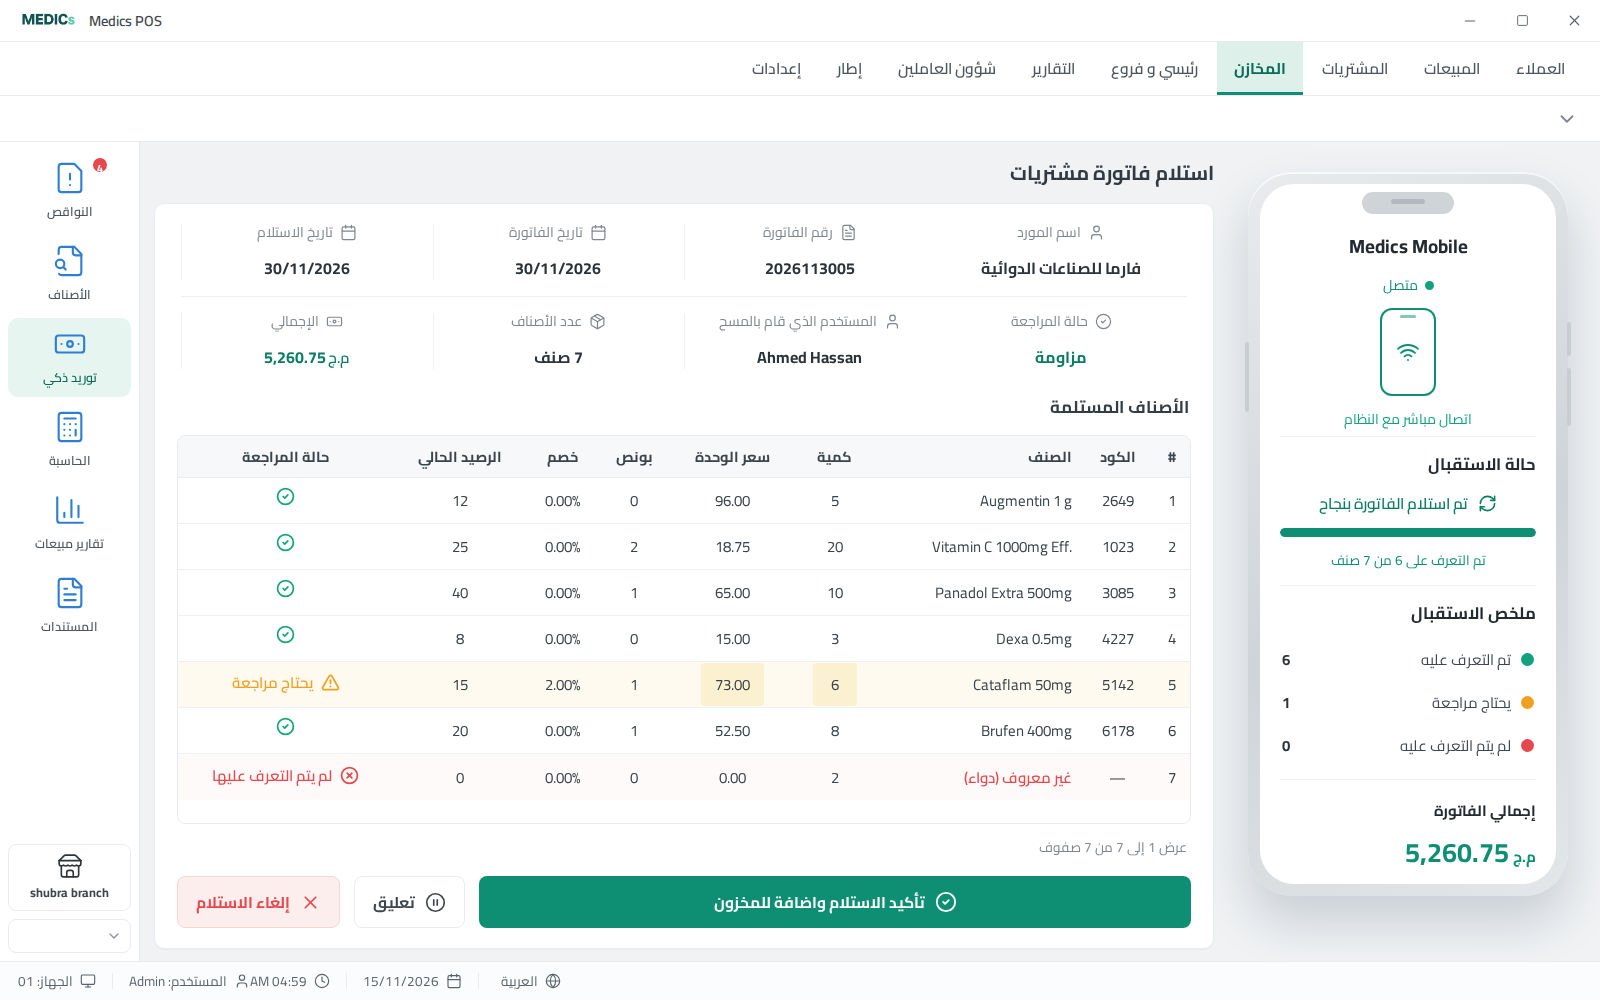 MEDICs Medics POS
العملاء المبيعات المشتريات المخازن رئيسي و فروع التقارير شؤون العاملين إطار إعدادات
Medics Mobile
متصل
اتصال مباشر مع النظام
حالة الاستقبال
تم استلام الفاتورة بنجاح
تم التعرف على 6 من 7 صنف
ملخص الاستقبال
تم التعرف عليه 6
يحتاج مراجعة 1
لم يتم التعرف عليه 0
إجمالي الفاتورة
5,260.75 م.ج
استلام فاتورة مشتريات
اسم المورد رقم الفاتورة تاريخ الفاتورة تاريخ الاستلام
فارما للصناعات الدوائية 2026113005 30/11/2026 30/11/2026
حالة المراجعة المستخدم الذي قام بالمسح عدد الأصناف الإجمالي
مزاومة Ahmed Hassan 7 صنف 5,260.75 م.ج
الأصناف المستلمة
# الكود الصنف كمية سعر الوحدة بونص خصم الرصيد الحالي حالة المراجعة
1 2649 Augmentin 1 g 5 96.00 0 0.00% 12
2 1023 Vitamin C 1000mg Eff. 20 18.75 2 0.00% 25
3 3085 Panadol Extra 500mg 10 65.00 1 0.00% 40
4 4227 Dexa 0.5mg 3 15.00 0 0.00% 8
5 5142 Cataflam 50mg 6 73.00 1 2.00% 15 يحتاج مراجعة
6 6178 Brufen 400mg 8 52.50 1 0.00% 20
7 — غير معروف (دواء) 2 0.00 0 0.00% 0 لم يتم التعرف عليها
عرض 1 إلى 7 من 7 صفوف
تأكيد الاستلام واضافة للمخزون تعليق إلغاء الاستلام
النواقص
الأصناف
توريد ذكي
الحاسبة
تقارير مبيعات
المستندات
shubra branch
العربية 15/11/2026 04:59 AM المستخدم: Admin الجهاز: 01